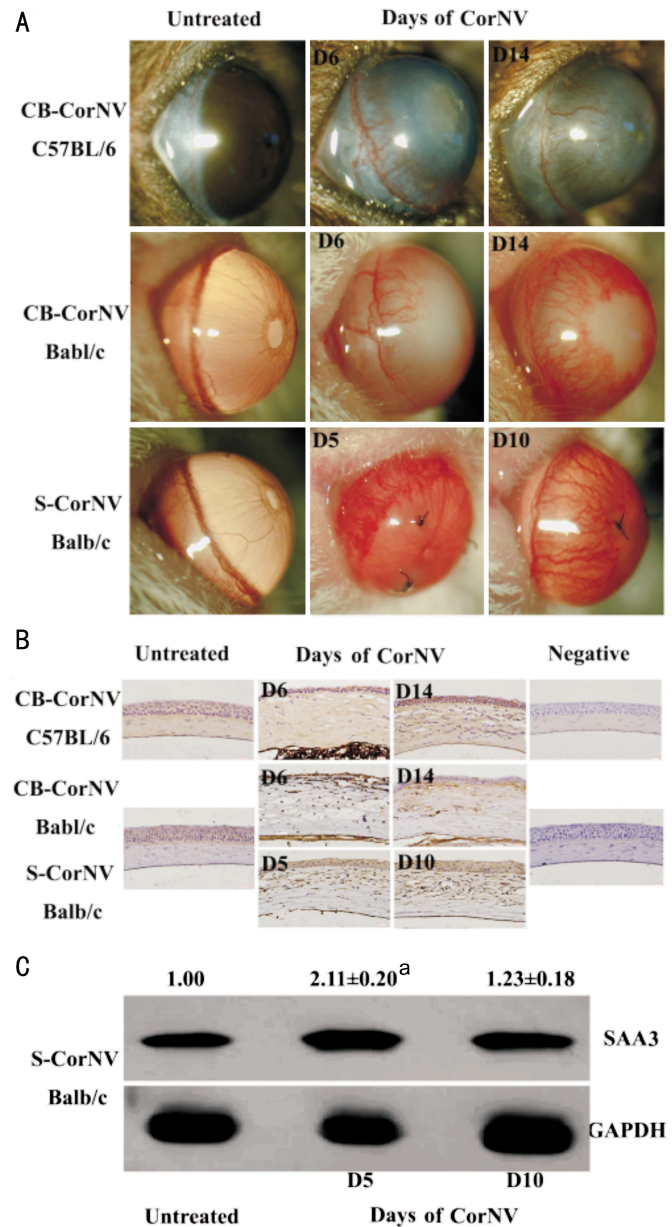 A
Untreated Days of CorNV
CB-CorNV
C57BL/6
D6
D14
CB-CorNV
Babl/c
D6
D14
S-CorNV
Balb/c
D5
D10
B
Untreated Days of CorNV Negative
CB-CorNV
C57BL/6
D6
D14
CB-CorNV
Babl/c
D6
D14
S-CorNV
Balb/c
D5
D10
C
1.00 2.11±0.20a 1.23±0.18
S-CorNV
Balb/c
SAA3
GAPDH
D5 D10
Untreated Days of CorNV